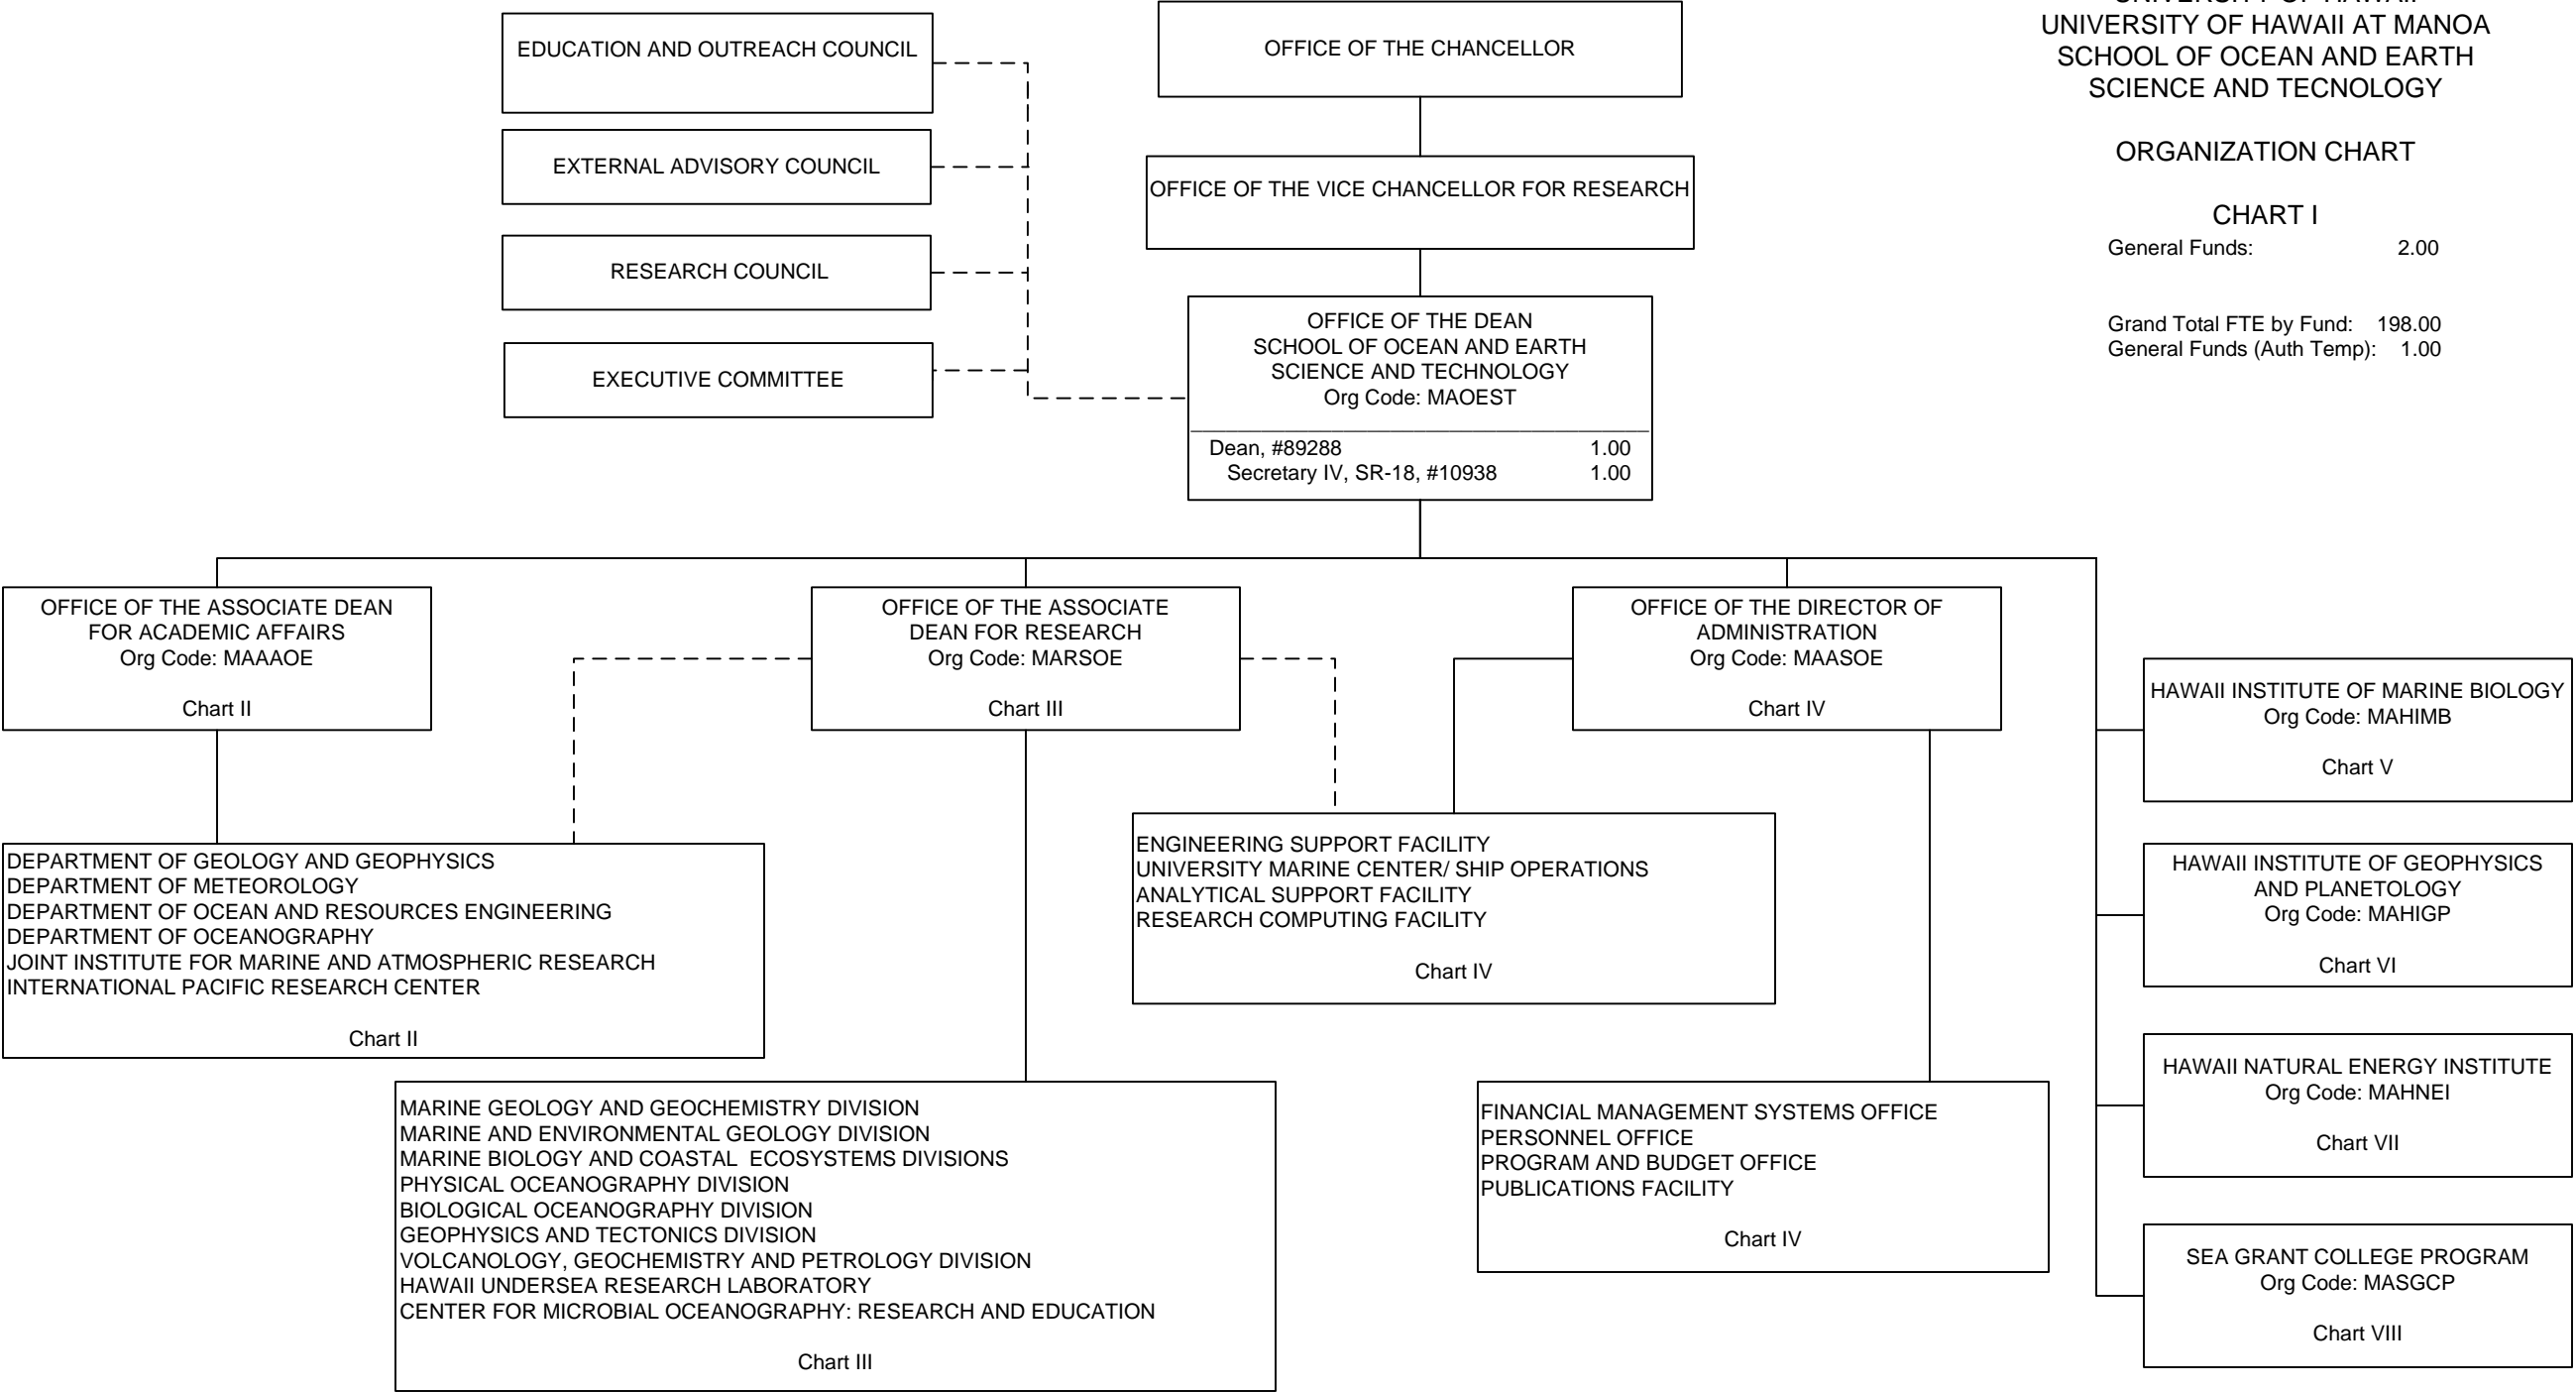 UNIVERSITY OF HAWAII
UNIVERSITY OF HAWAII AT MANOA
SCHOOL OF OCEAN AND EARTH
SCIENCE AND TECNOLOGY
ORGANIZATION CHART
CHART I
General Funds: 2.00
Grand Total FTE by Fund: 198.00
General Funds (Auth Temp): 1.00
EDUCATION AND OUTREACH COUNCIL
EXTERNAL ADVISORY COUNCIL
RESEARCH COUNCIL
EXECUTIVE COMMITTEE
OFFICE OF THE CHANCELLOR
OFFICE OF THE VICE CHANCELLOR FOR RESEARCH
OFFICE OF THE DEAN
SCHOOL OF OCEAN AND EARTH
SCIENCE AND TECHNOLOGY
Org Code: MAOEST
Dean, #89288 1.00
Secretary IV, SR-18, #10938 1.00
OFFICE OF THE ASSOCIATE DEAN
FOR ACADEMIC AFFAIRS
Org Code: MAAAOE
Chart II
OFFICE OF THE ASSOCIATE
DEAN FOR RESEARCH
Org Code: MARSOE
Chart III
OFFICE OF THE DIRECTOR OF
ADMINISTRATION
Org Code: MAASOE
Chart IV
HAWAII INSTITUTE OF MARINE BIOLOGY
Org Code: MAHIMB
Chart V
HAWAII INSTITUTE OF GEOPHYSICS
AND PLANETOLOGY
Org Code: MAHIGP
Chart VI
HAWAII NATURAL ENERGY INSTITUTE
Org Code: MAHNEI
Chart VII
SEA GRANT COLLEGE PROGRAM
Org Code: MASGCP
Chart VIII
DEPARTMENT OF GEOLOGY AND GEOPHYSICS
DEPARTMENT OF METEOROLOGY
DEPARTMENT OF OCEAN AND RESOURCES ENGINEERING
DEPARTMENT OF OCEANOGRAPHY
JOINT INSTITUTE FOR MARINE AND ATMOSPHERIC RESEARCH
INTERNATIONAL PACIFIC RESEARCH CENTER
Chart II
ENGINEERING SUPPORT FACILITY
UNIVERSITY MARINE CENTER/ SHIP OPERATIONS
ANALYTICAL SUPPORT FACILITY
RESEARCH COMPUTING FACILITY
Chart IV
MARINE GEOLOGY AND GEOCHEMISTRY DIVISION
MARINE AND ENVIRONMENTAL GEOLOGY DIVISION
MARINE BIOLOGY AND COASTAL ECOSYSTEMS DIVISIONS
PHYSICAL OCEANOGRAPHY DIVISION
BIOLOGICAL OCEANOGRAPHY DIVISION
GEOPHYSICS AND TECTONICS DIVISION
VOLCANOLOGY, GEOCHEMISTRY AND PETROLOGY DIVISION
HAWAII UNDERSEA RESEARCH LABORATORY
CENTER FOR MICROBIAL OCEANOGRAPHY: RESEARCH AND EDUCATION
Chart III
FINANCIAL MANAGEMENT SYSTEMS OFFICE
PERSONNEL OFFICE
PROGRAM AND BUDGET OFFICE
PUBLICATIONS FACILITY
Chart IV